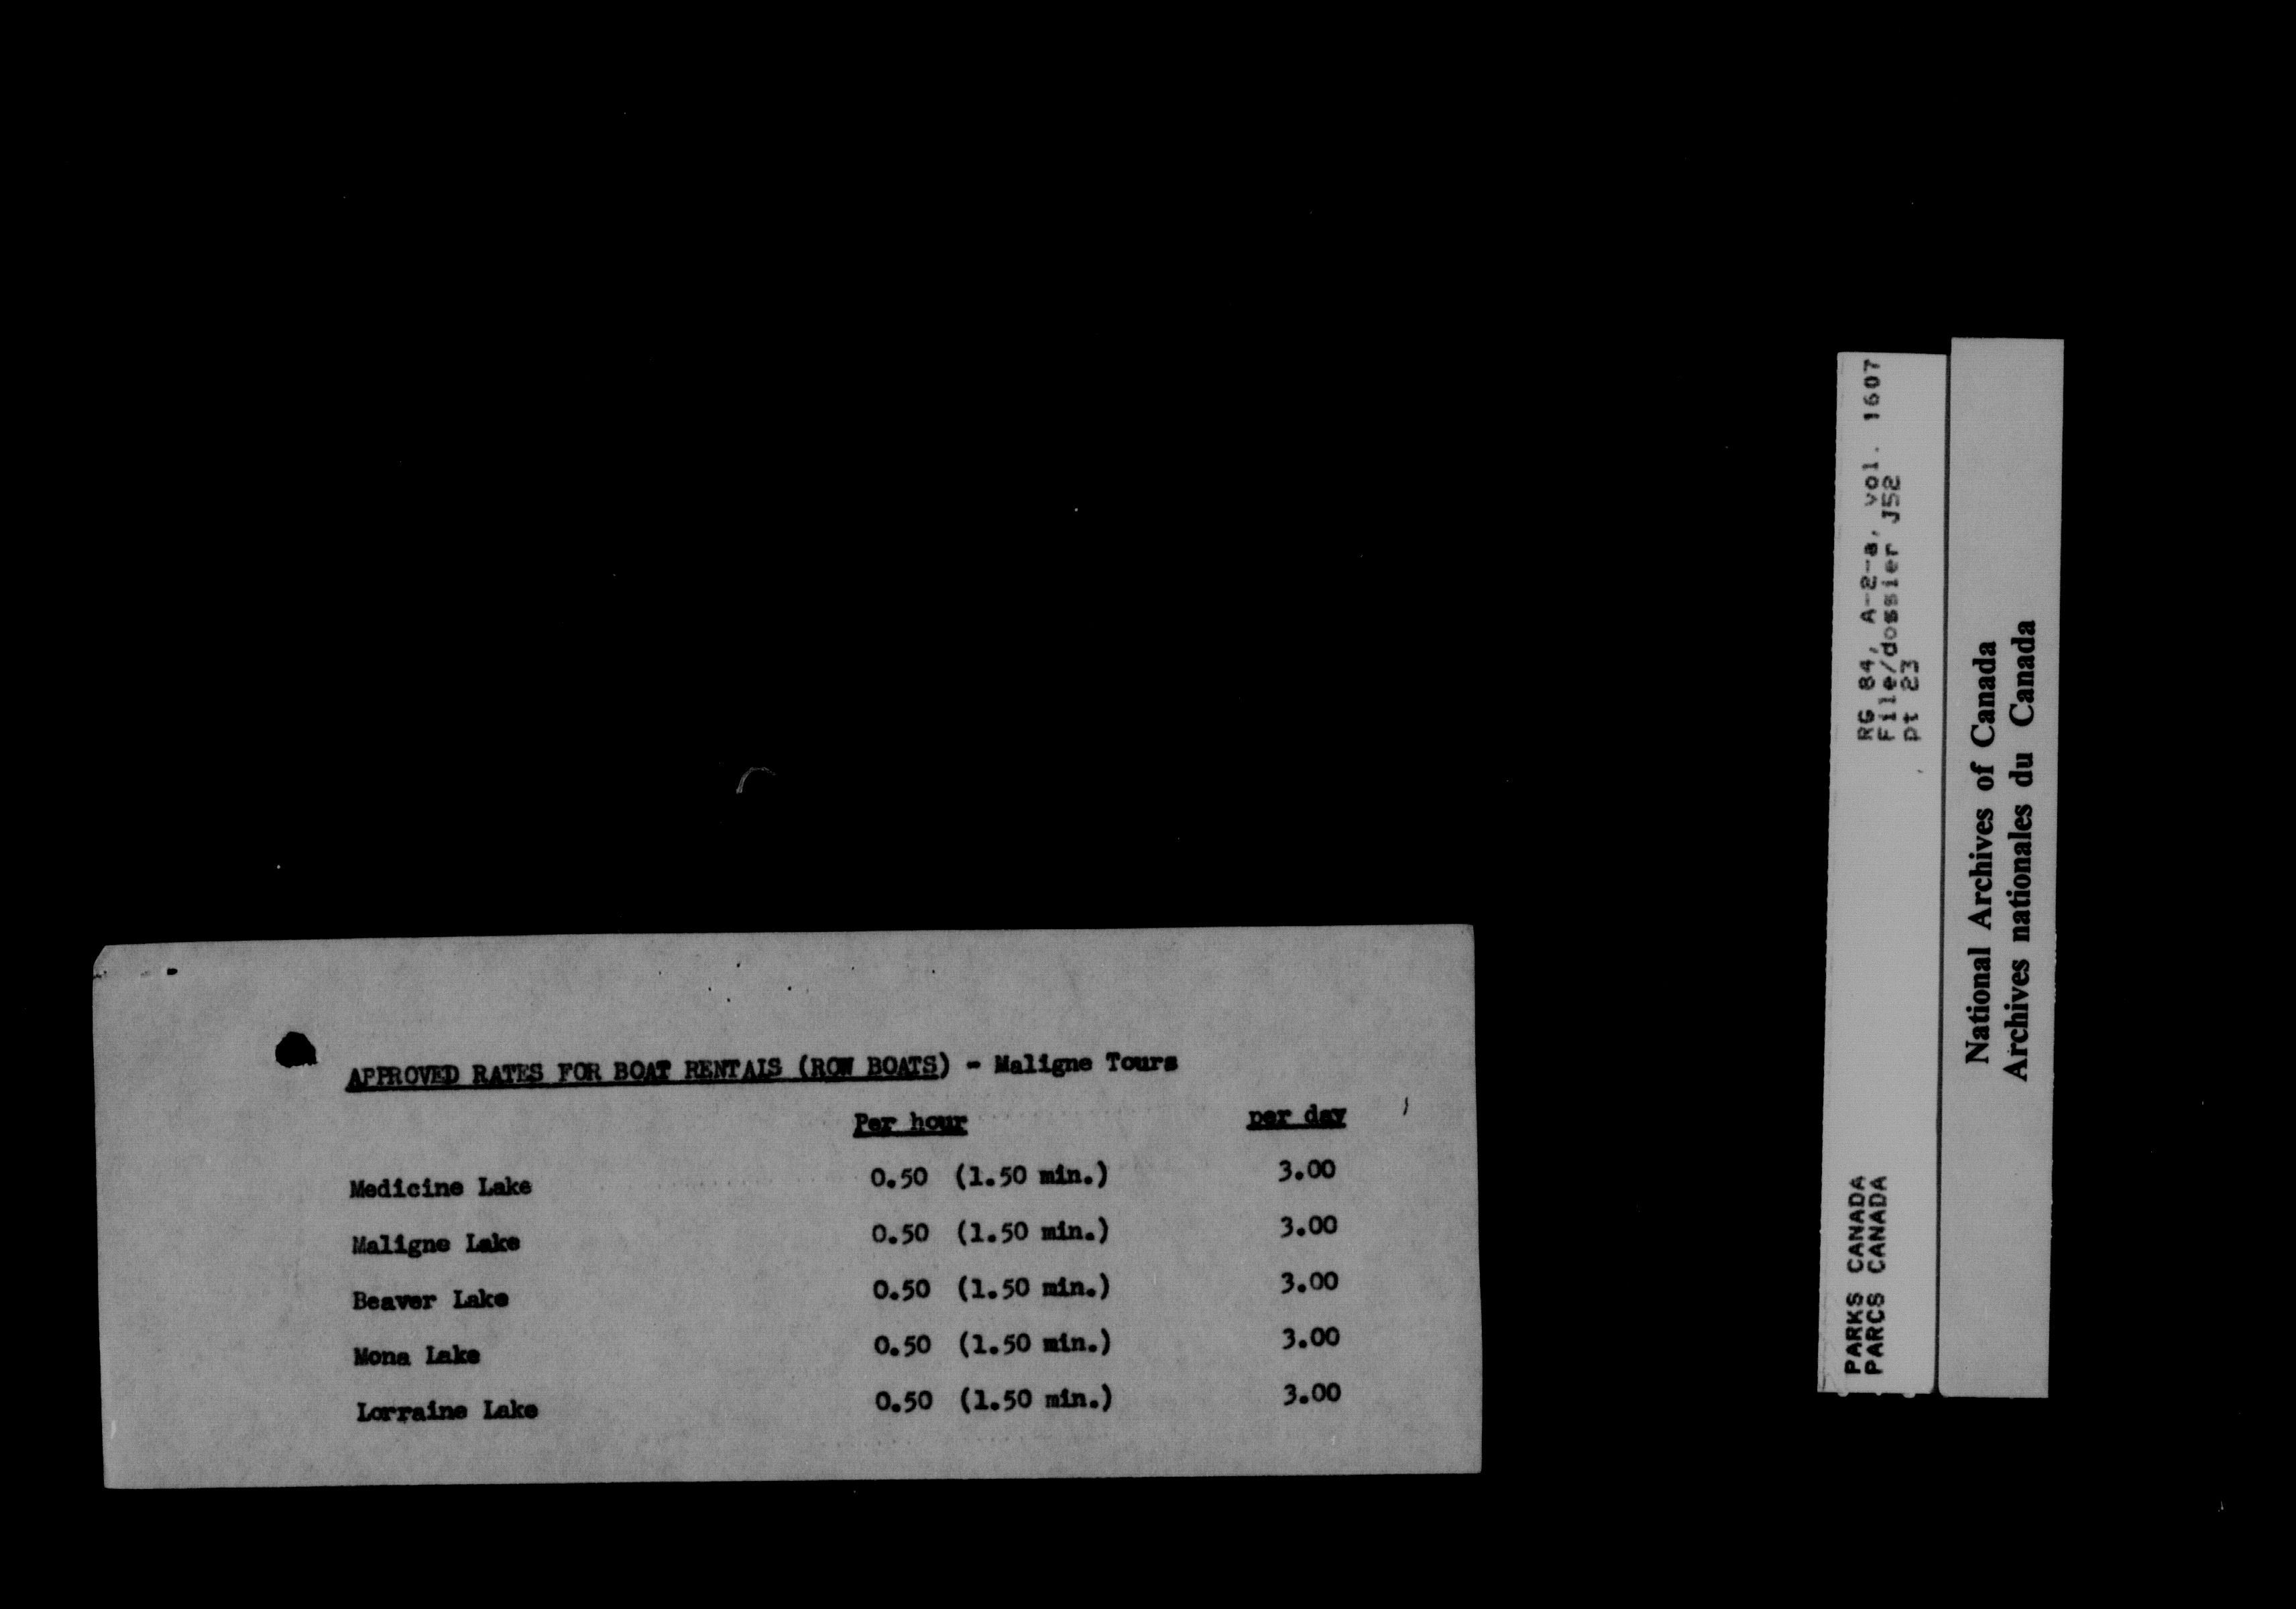 APPROVED RATES FOR BOAT RENTALS (ROW BOATS) - Maligne Tours
Per hour per day
Medicine Lake 0.50 (1.50 min.) 3.00
Maligne Lake 0.50 (1.50 min.) 3.00
Beaver Lake 0.50 (1.50 min.) 3.00
Mona Lake 0.50 (1.50 min.) 3.00
Lorraine Lake 0.50 (1.50 min.) 3.00
PARKS CANADA RG 84, A-2-a, vol. 1607
PARCS CANADA File/dossier J52
pt 23
National Archives of Canada
Archives nationales du Canada